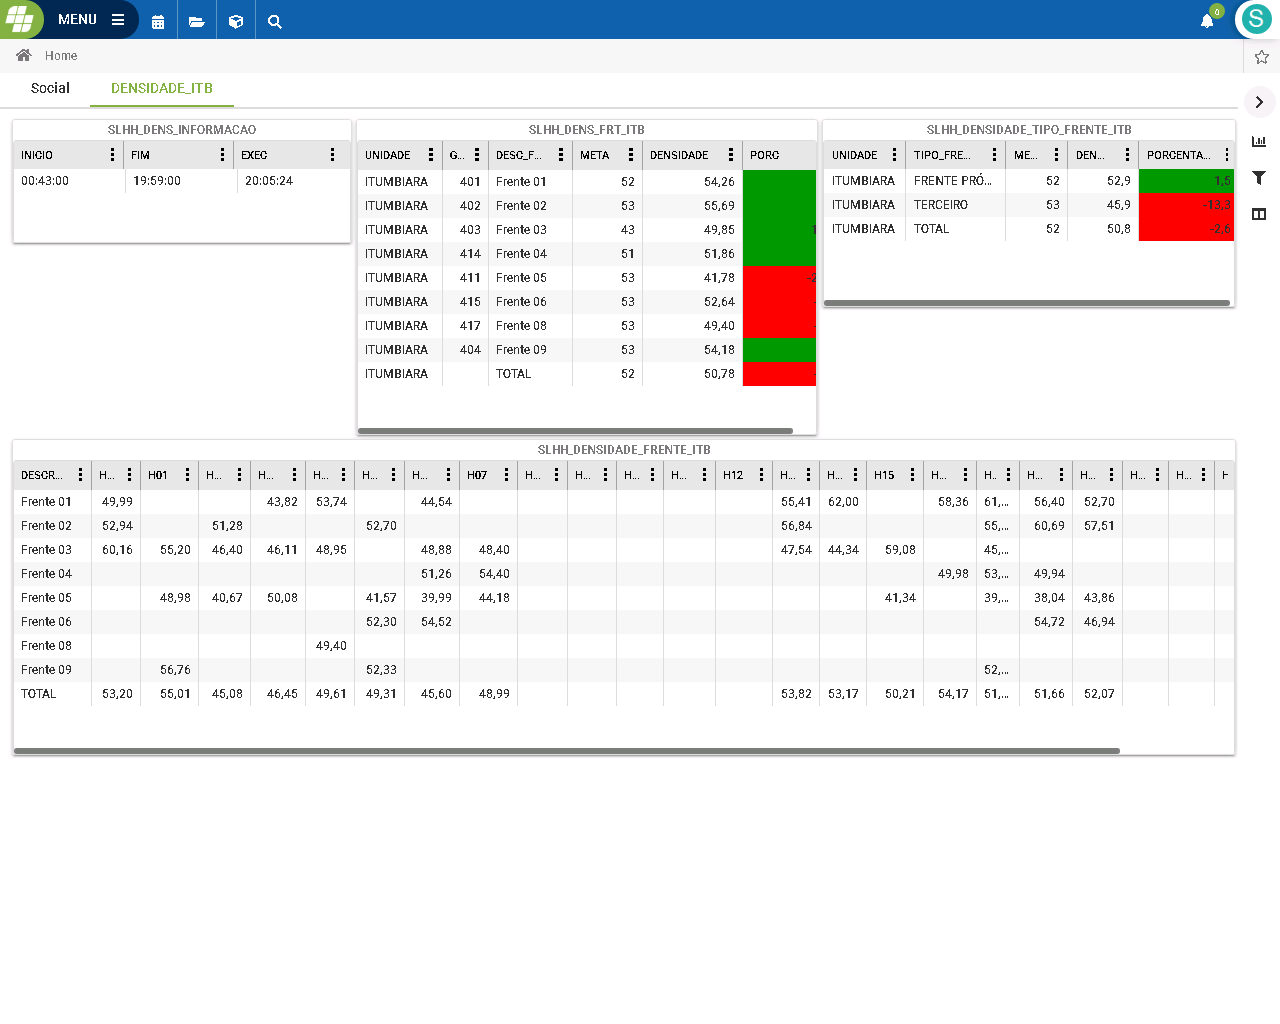 MENU
0
S
Home
Social DENSIDADE_ITB
SLHH_DENS_INFORMACAO
INICIO FIM EXEC
00:43:00 19:59:00 20:05:24
SLHH_DENS_FRT_ITB
UNIDADE G... DESC_F... META DENSIDADE PORC
ITUMBIARA 401 Frente 01 52 54,26
ITUMBIARA 402 Frente 02 53 55,69
ITUMBIARA 403 Frente 03 43 49,85 1
ITUMBIARA 414 Frente 04 51 51,86
ITUMBIARA 411 Frente 05 53 41,78 -2
ITUMBIARA 415 Frente 06 53 52,64 -
ITUMBIARA 417 Frente 08 53 49,40 -
ITUMBIARA 404 Frente 09 53 54,18
ITUMBIARA TOTAL 52 50,78 -
SLHH_DENSIDADE_TIPO_FRENTE_ITB
UNIDADE TIPO_FRE... ME... DEN... PORCENTA...
ITUMBIARA FRENTE PRÓ... 52 52,9 1,5
ITUMBIARA TERCEIRO 53 45,9 -13,3
ITUMBIARA TOTAL 52 50,8 -2,6
SLHH_DENSIDADE_FRENTE_ITB
DESCR... H... H01 H... H... H... H... H... H07 H... H... H... H... H12 H... H... H15 H... H... H... H... H... H... H
Frente 01 49,99 43,82 53,74 44,54 55,41 62,00 58,36 61,... 56,40 52,70
Frente 02 52,94 51,28 52,70 56,84 55,... 60,69 57,51
Frente 03 60,16 55,20 46,40 46,11 48,95 48,88 48,40 47,54 44,34 59,08 45,...
Frente 04 51,26 54,40 49,98 53,... 49,94
Frente 05 48,98 40,67 50,08 41,57 39,99 44,18 41,34 39,... 38,04 43,86
Frente 06 52,30 54,52 54,72 46,94
Frente 08 49,40
Frente 09 56,76 52,33 52,...
TOTAL 53,20 55,01 45,08 46,45 49,61 49,31 45,60 48,99 53,82 53,17 50,21 54,17 51,... 51,66 52,07